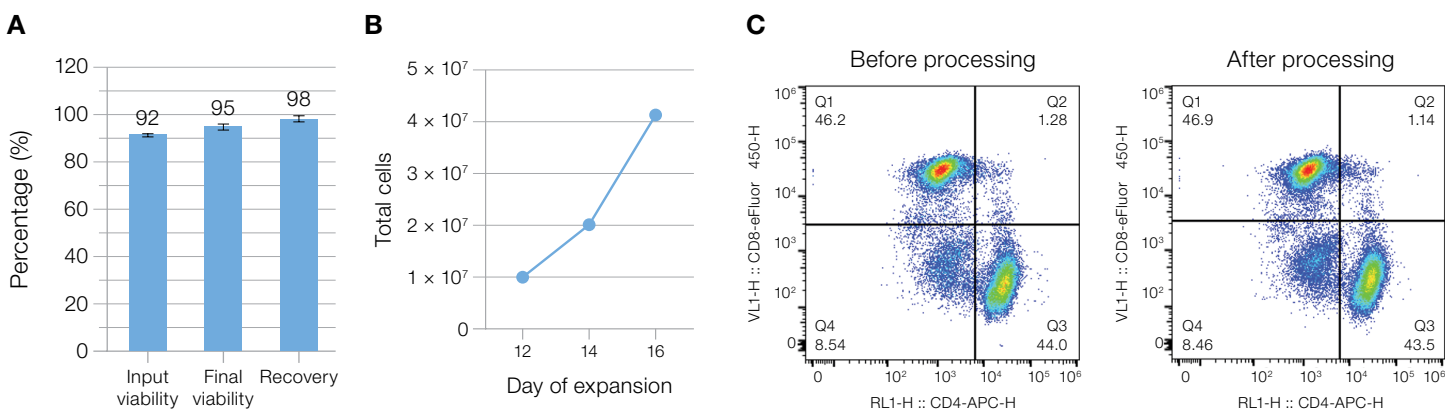 A
120
100
80
60
40
20
0
Percentage (%)
92
95
98
Input
viability
Final
viability
Recovery
B
5 × 10⁷
4 × 10⁷
3 × 10⁷
2 × 10⁷
1 × 10⁷
0
Total cells
12
14
16
Day of expansion
C
Before processing
VL1-H :: CD8-eFluor 450-H
10⁶
10⁵
10⁴
10³
10²
0
Q1
46.2
Q2
1.28
Q4
8.54
Q3
44.0
0
10²
10³
10⁴
10⁵
10⁶
RL1-H :: CD4-APC-H
After processing
VL1-H :: CD8-eFluor 450-H
10⁶
10⁵
10⁴
10³
10²
0
Q1
46.9
Q2
1.14
Q4
8.46
Q3
43.5
0
10²
10³
10⁴
10⁵
10⁶
RL1-H :: CD4-APC-H